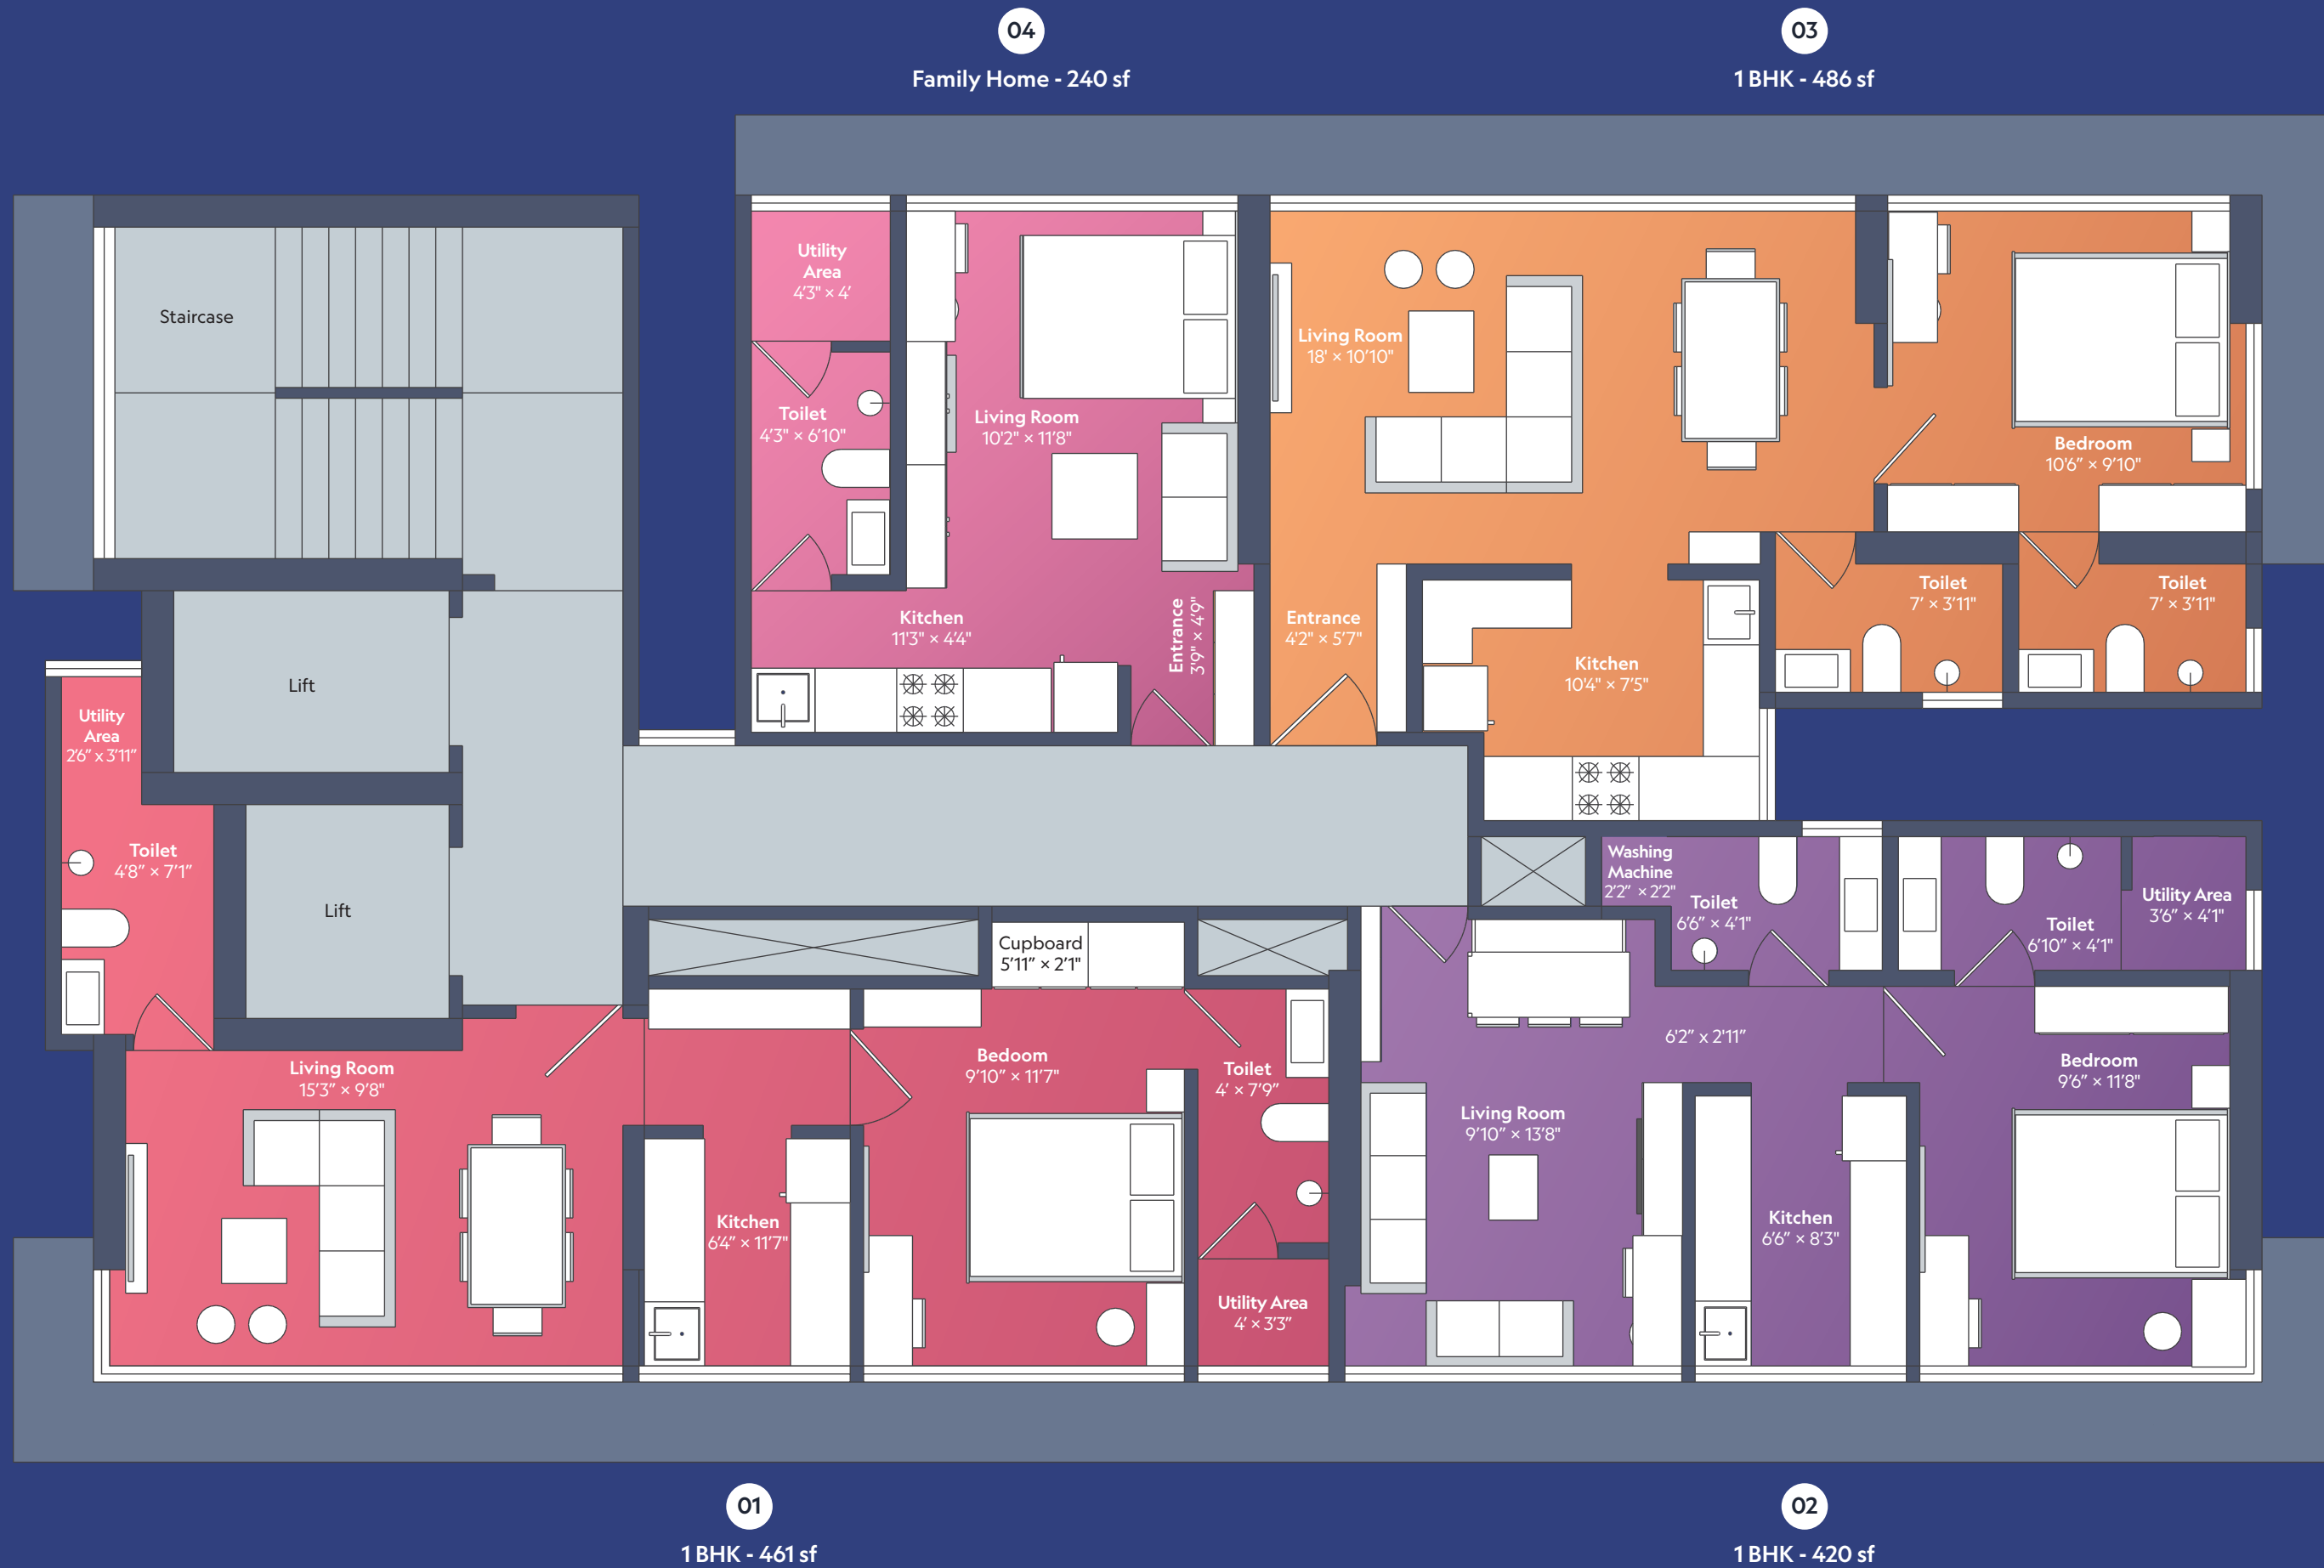 04
Family Home - 240 sf
03
1 BHK - 486 sf
Staircase
Lift
Lift
Utility
Area
4'3" × 4'
Toilet
4'3" × 6'10"
Living Room
10'2" × 11'8"
Kitchen
11'3" × 4'4"
Entrance
3'9" × 4'9"
Living Room
18' × 10'10"
Entrance
4'2" × 5'7"
Kitchen
10'4" × 7'5"
Bedroom
10'6” × 9'10"
Toilet
7' × 3'11"
Toilet
7' × 3'11"
Utility
Area
2'6” x 3'11”
Toilet
4'8” × 7'1”
Living Room
15'3” × 9'8"
Kitchen
6'4” × 11'7"
Cupboard
5'11” × 2'1"
Bedoom
9'10” × 11'7”
Toilet
4' × 7'9”
Utility Area
4' × 3'3”
Washing
Machine
2'2” × 2'2"
Toilet
6'6” × 4'1”
Toilet
6'10” × 4'1”
Utility Area
3'6” × 4'1”
6'2” x 2'11”
Living Room
9'10” × 13'8"
Kitchen
6'6” × 8'3”
Bedroom
9'6” × 11'8"
01
1 BHK - 461 sf
02
1 BHK - 420 sf